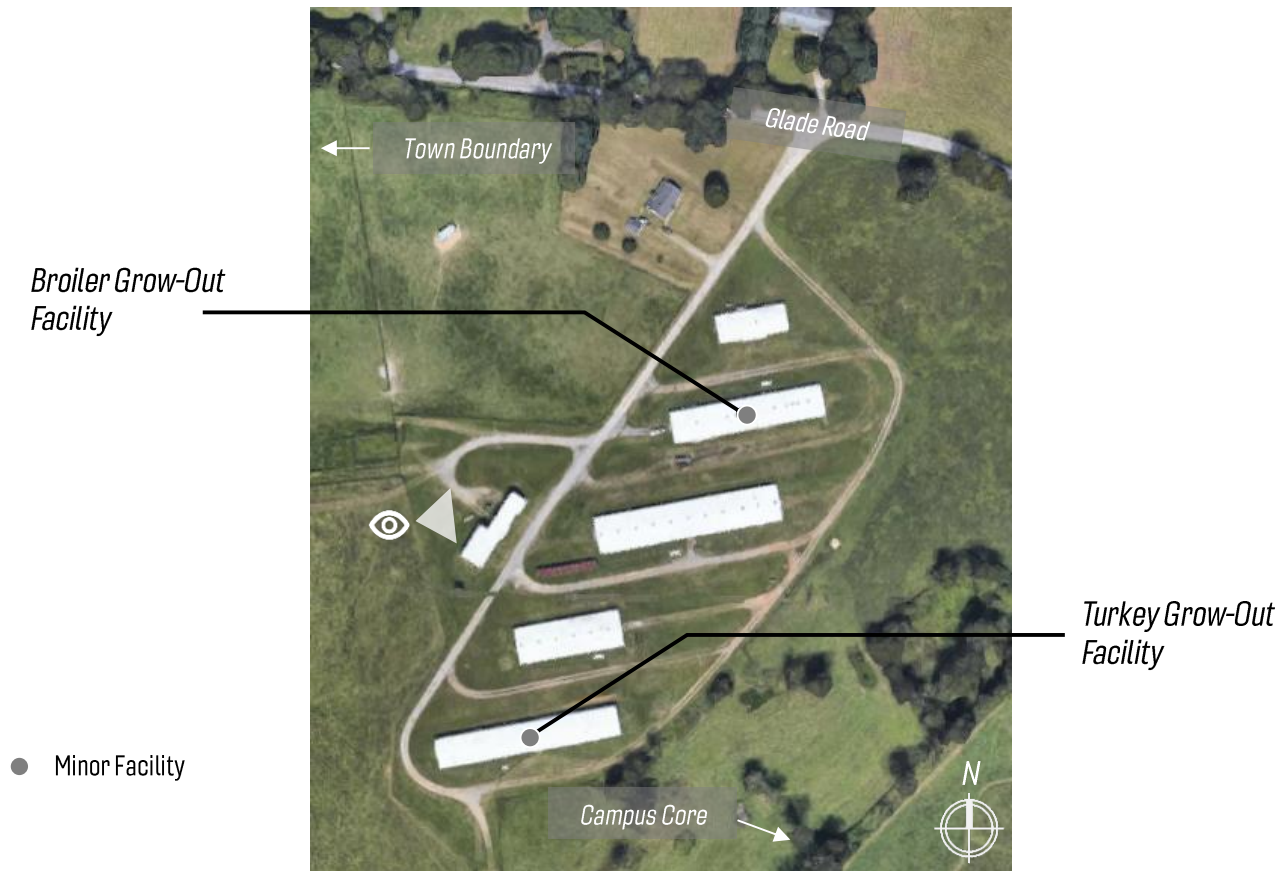 Glade Road
Town Boundary
Broiler Grow-Out
Facility
Turkey Grow-Out
Facility
Minor Facility
N
Campus Core